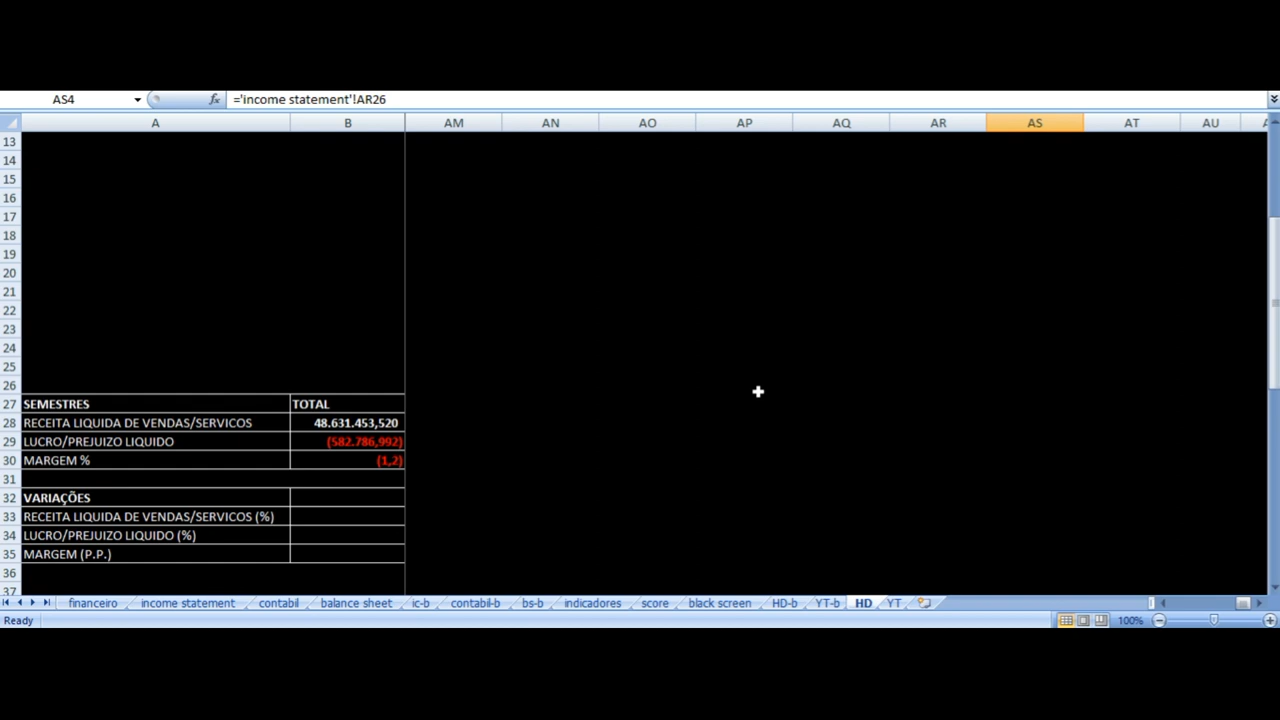 AS4 fx ='income statement'!AR26
A B AM AN AO AP AQ AR AS AT AU
13
14
15
16
17
18
19
20
21
22
23
24
25
26
27 SEMESTRES TOTAL
28 RECEITA LIQUIDA DE VENDAS/SERVICOS 48.631.453,520
29 LUCRO/PREJUIZO LIQUIDO (582.786,992)
30 MARGEM % (1,2)
31
32 VARIAÇÕES
33 RECEITA LIQUIDA DE VENDAS/SERVICOS (%)
34 LUCRO/PREJUIZO LIQUIDO (%)
35 MARGEM (P.P.)
36
37
financeiro income statement contabil balance sheet ic-b contabil-b bs-b indicadores score black screen HD-b YT-b HD YT
Ready 100%